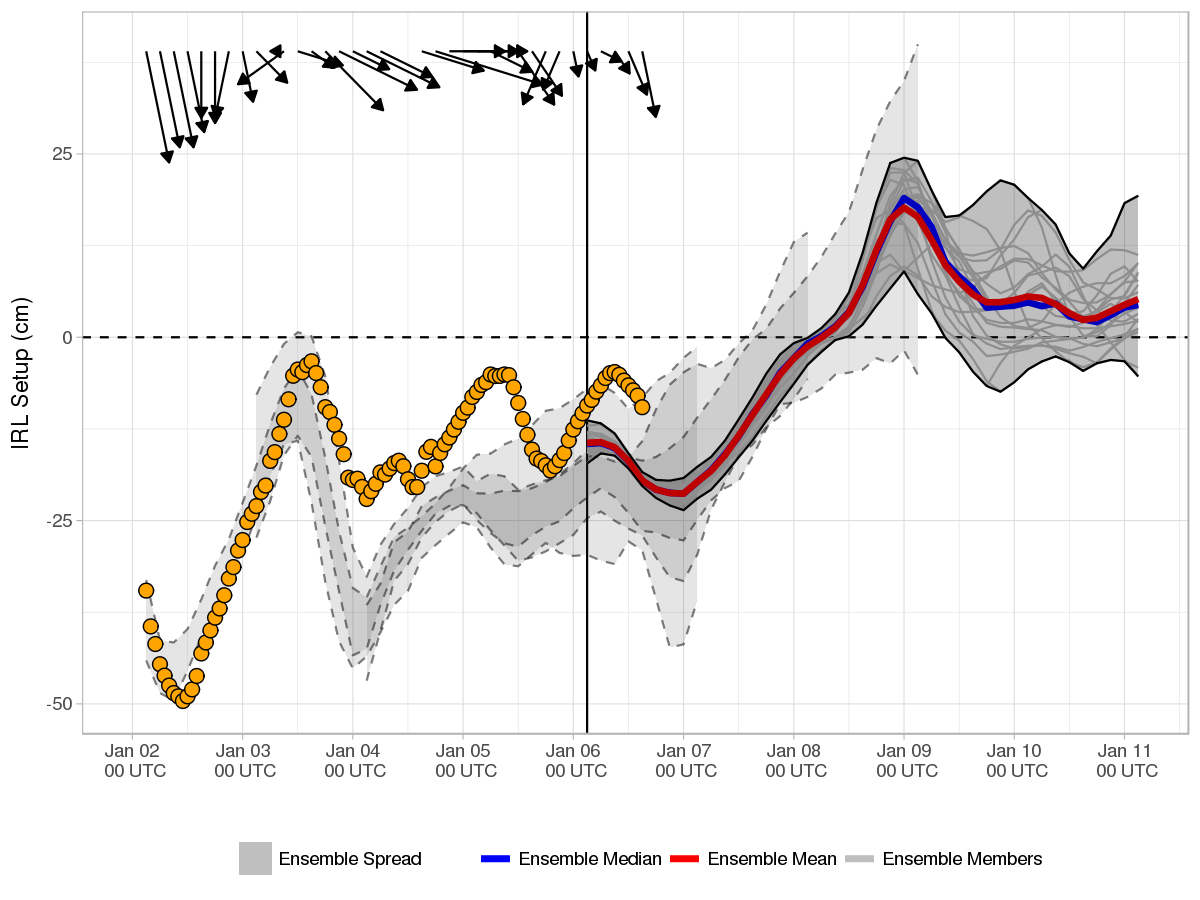 IRL Setup (cm)
25
0
-25
-50
Jan 02 Jan 03 Jan 04 Jan 05 Jan 06 Jan 07 Jan 08 Jan 09 Jan 10 Jan 11
00 UTC 00 UTC 00 UTC 00 UTC 00 UTC 00 UTC 00 UTC 00 UTC 00 UTC 00 UTC
Ensemble Spread Ensemble Median Ensemble Mean Ensemble Members